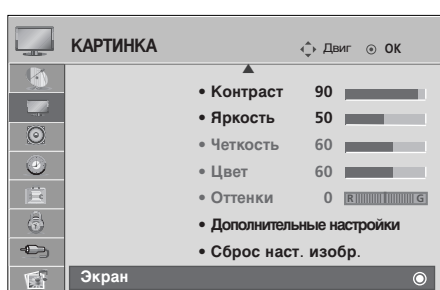 КАРТИНКА Двиг OK
• Контраст 90
• Яркость 50
• Четкость 60
• Цвет 60
• Оттенки 0 R G
• Дополнительные настройки
• Сброс наст. изобр.
Экран